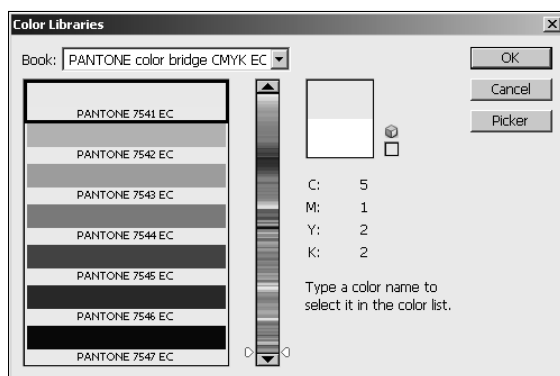 Color Libraries
Book: PANTONE color bridge CMYK EC
OK
Cancel
Picker
PANTONE 7541 EC
PANTONE 7542 EC
PANTONE 7543 EC
PANTONE 7544 EC
PANTONE 7545 EC
PANTONE 7546 EC
PANTONE 7547 EC
C: 5
M: 1
Y: 2
K: 2
Type a color name to
select it in the color list.